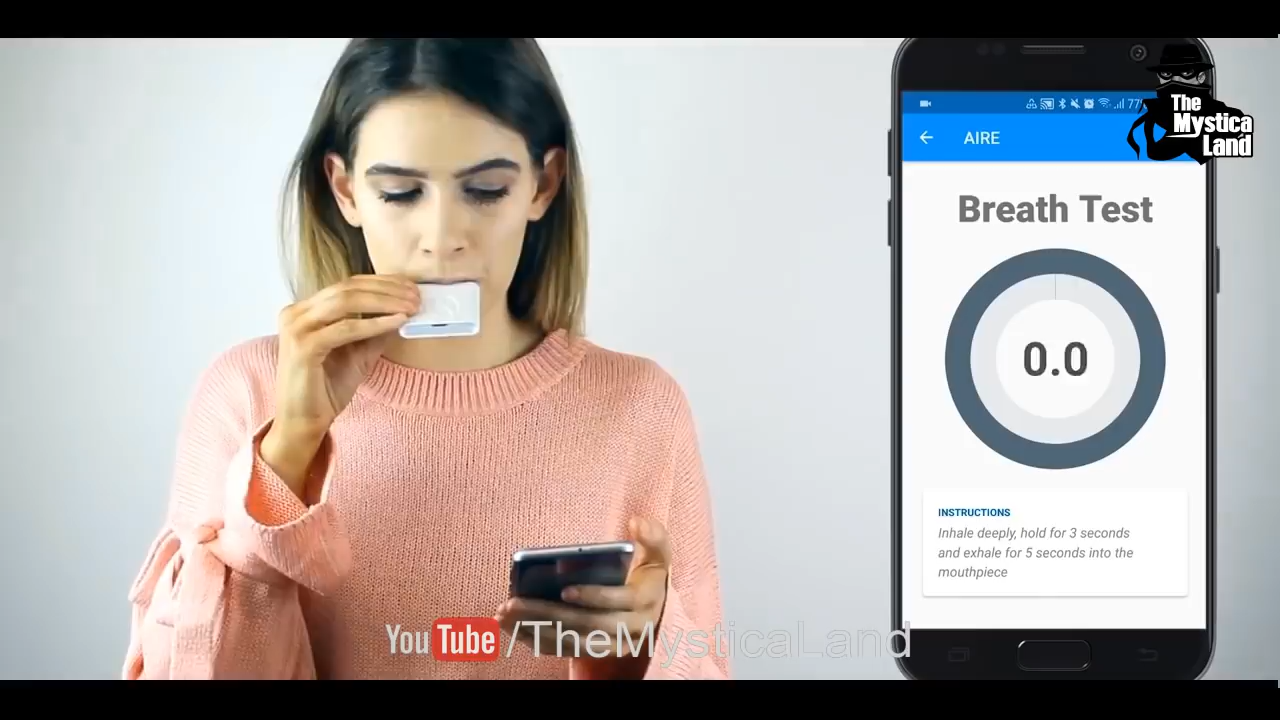 The
Mystica
Land
77
AIRE
Breath Test
0.0
INSTRUCTIONS
Inhale deeply, hold for 3 seconds
and exhale for 5 seconds into the
mouthpiece
YouTube/TheMysticaLand